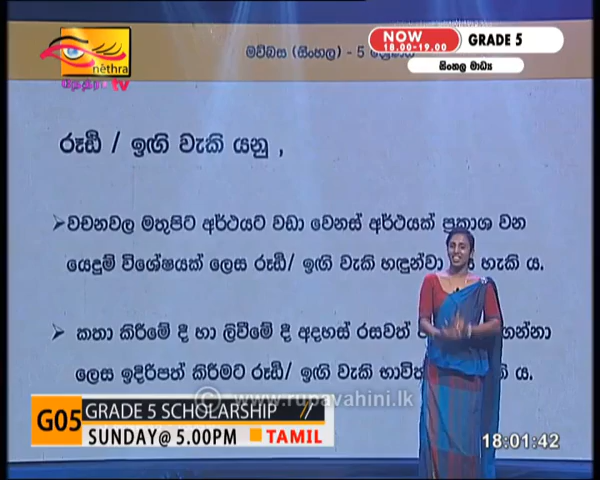 nēthra
tv
මව්බස (සිංහල) - 5
NOW
18.00-19.00
GRADE 5
සිංහල මාධ්‍ය
රූඪී / ඉඟි වැකි යනු ,
➢වචනවල මතුපිට අර්ථයට වඩා වෙනස් අර්ථයක් ප්‍රකාශ වන
යෙදුම් විශේෂයක් ලෙස රූඪී/ ඉඟි වැකි හඳුන්වා හැකි ය.
➢ කතා කිරීමේ දී හා ලිවීමේ දී අදහස් රසවත්
ලෙස ඉදිරිපත් කිරීමට රූඪී/ ඉඟි වැකි
© www.rupavahini.lk
G05
GRADE 5 SCHOLARSHIP //
SUNDAY@ 5.00PM TAMIL
18:01:42